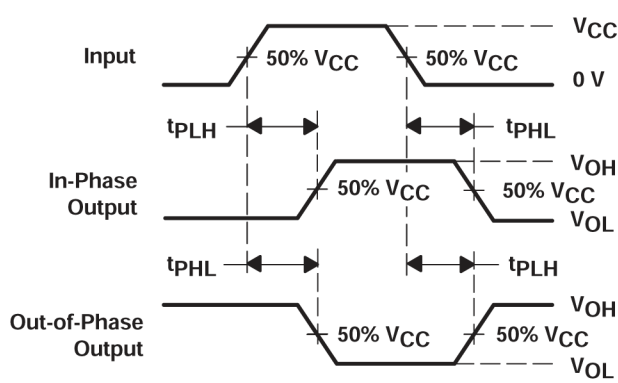 VCC
Input
50% VCC
50% VCC
0 V
tPLH
tPHL
VOH
In-Phase
Output
50% VCC
50% VCC
VOL
tPHL
tPLH
VOH
Out-of-Phase
Output
50% VCC
50% VCC
VOL